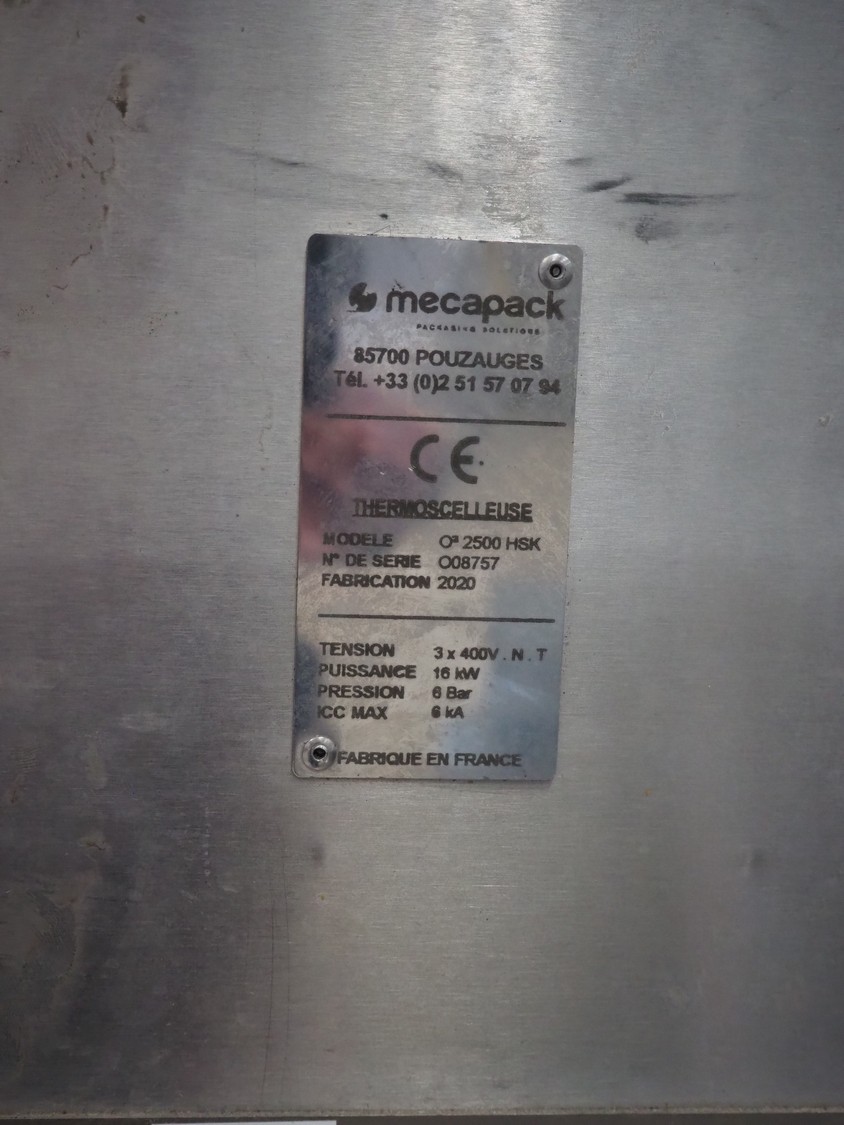 mecapack
PACKAGING SOLUTIONS
85700 POUZAUGES
Tél. +33 (0)2 51 57 07 94
CE
THERMOSCELLEUSE
MODELE O³ 2500 HSK
N° DE SERIE O08757
FABRICATION 2020
TENSION 3 x 400V . N . T
PUISSANCE 16 kW
PRESSION 6 Bar
ICC MAX 6 kA
FABRIQUE EN FRANCE